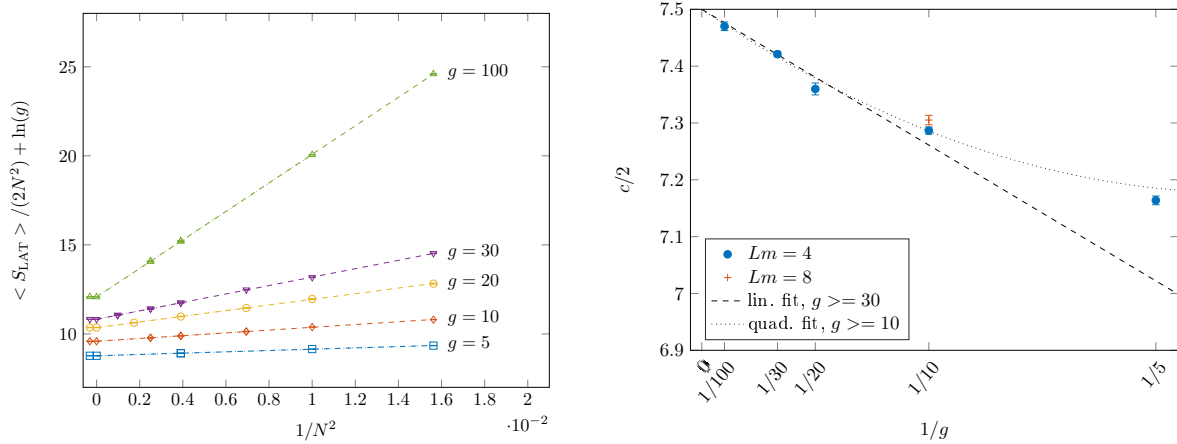 < S_LAT > /(2N²) + ln(g)
25
20
15
10
g = 100
g = 30
g = 20
g = 10
g = 5
0 0.2 0.4 0.6 0.8 1 1.2 1.4 1.6 1.8 2
·10⁻²
1/N²
c/2
7.5
7.4
7.3
7.2
7.1
7
6.9
Lm = 4
Lm = 8
lin. fit, g >= 30
quad. fit, g >= 10
1/100 1/30 1/20 1/10 1/5
1/g